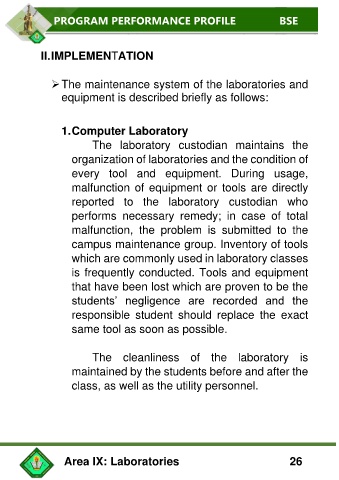 PROGRAM PERFORMANCE PROFILE BSE
II.IMPLEMENTATION
➢The maintenance system of the laboratories and
equipment is described briefly as follows:
1.Computer Laboratory
The laboratory custodian maintains the
organization of laboratories and the condition of
every tool and equipment. During usage,
malfunction of equipment or tools are directly
reported to the laboratory custodian who
performs necessary remedy; in case of total
malfunction, the problem is submitted to the
campus maintenance group. Inventory of tools
which are commonly used in laboratory classes
is frequently conducted. Tools and equipment
that have been lost which are proven to be the
students’ negligence are recorded and the
responsible student should replace the exact
same tool as soon as possible.
The cleanliness of the laboratory is
maintained by the students before and after the
class, as well as the utility personnel.
Area IX: Laboratories 26